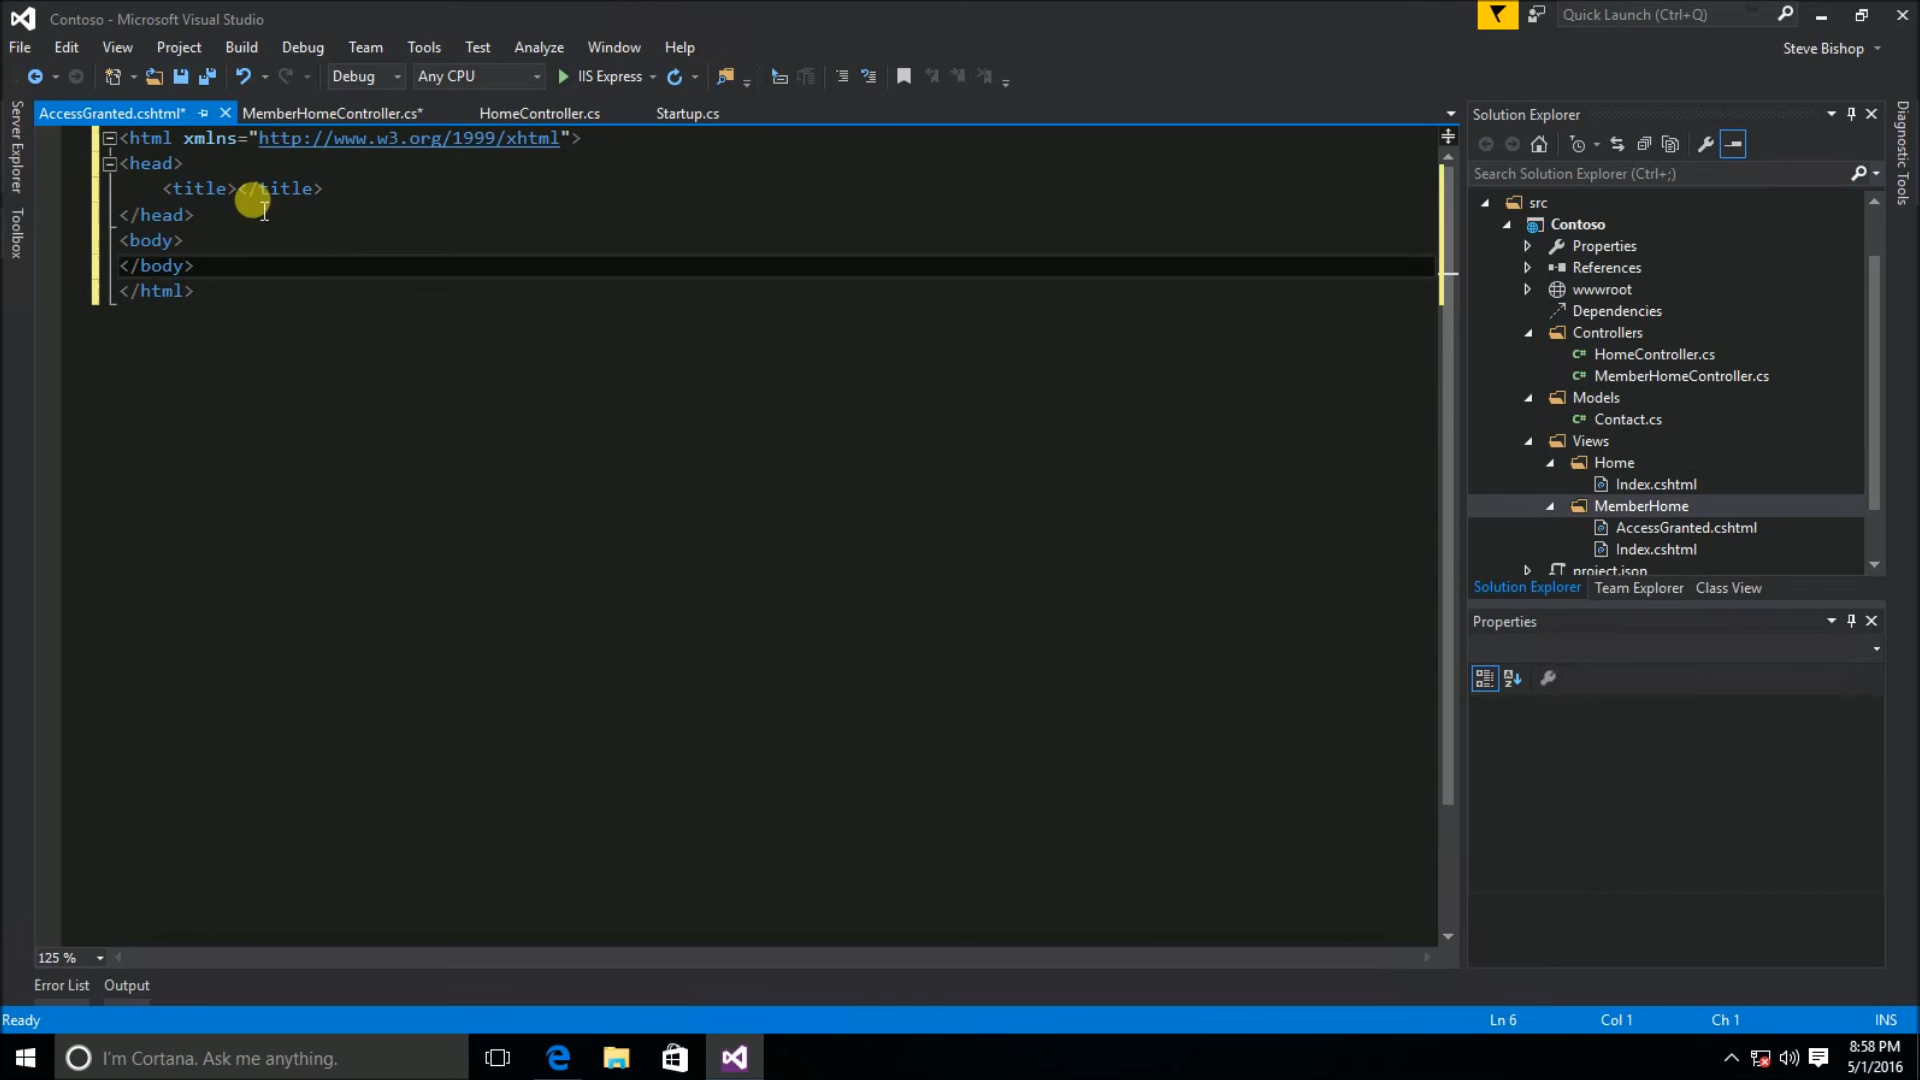 Contoso - Microsoft Visual Studio
Quick Launch (Ctrl+Q)
File Edit View Project Build Debug Team Tools Test Analyze Window Help
Steve Bishop
Debug Any CPU IIS Express
Server Explorer
Toolbox
AccessGranted.cshtml* MemberHomeController.cs* HomeController.cs Startup.cs
<html xmlns="http://www.w3.org/1999/xhtml">
<head>
<title></title>
</head>
<body>
</body>
</html>
125 %
Error List Output
Solution Explorer
Search Solution Explorer (Ctrl+;)
src
Contoso
Properties
References
wwwroot
Dependencies
Controllers
HomeController.cs
MemberHomeController.cs
Models
Contact.cs
Views
Home
Index.cshtml
MemberHome
AccessGranted.cshtml
Index.cshtml
project.json
Solution Explorer Team Explorer Class View
Properties
Diagnostic Tools
Ready Ln 6 Col 1 Ch 1 INS
I'm Cortana. Ask me anything.
8:58 PM
5/1/2016